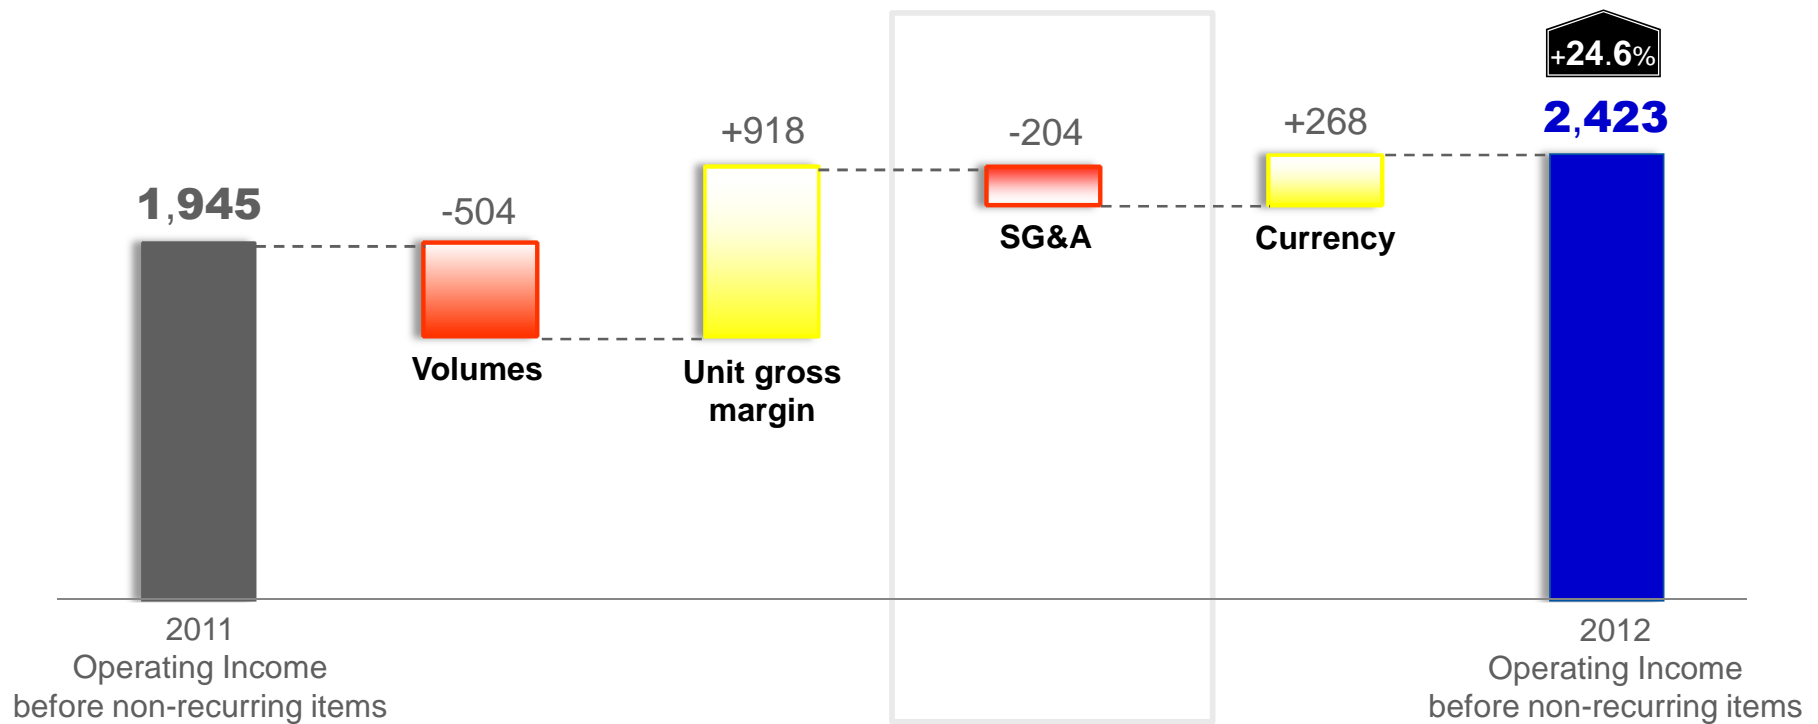 +24.6%
2,423
+268
-204
+918
1,945
-504
SG&A
Currency
Volumes
Unit gross
margin
2011
Operating Income
before non-recurring items
2012
Operating Income
before non-recurring items